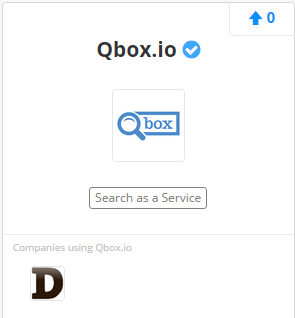 0
Qbox.io
box
Search as a Service
Companies using Qbox.io
D